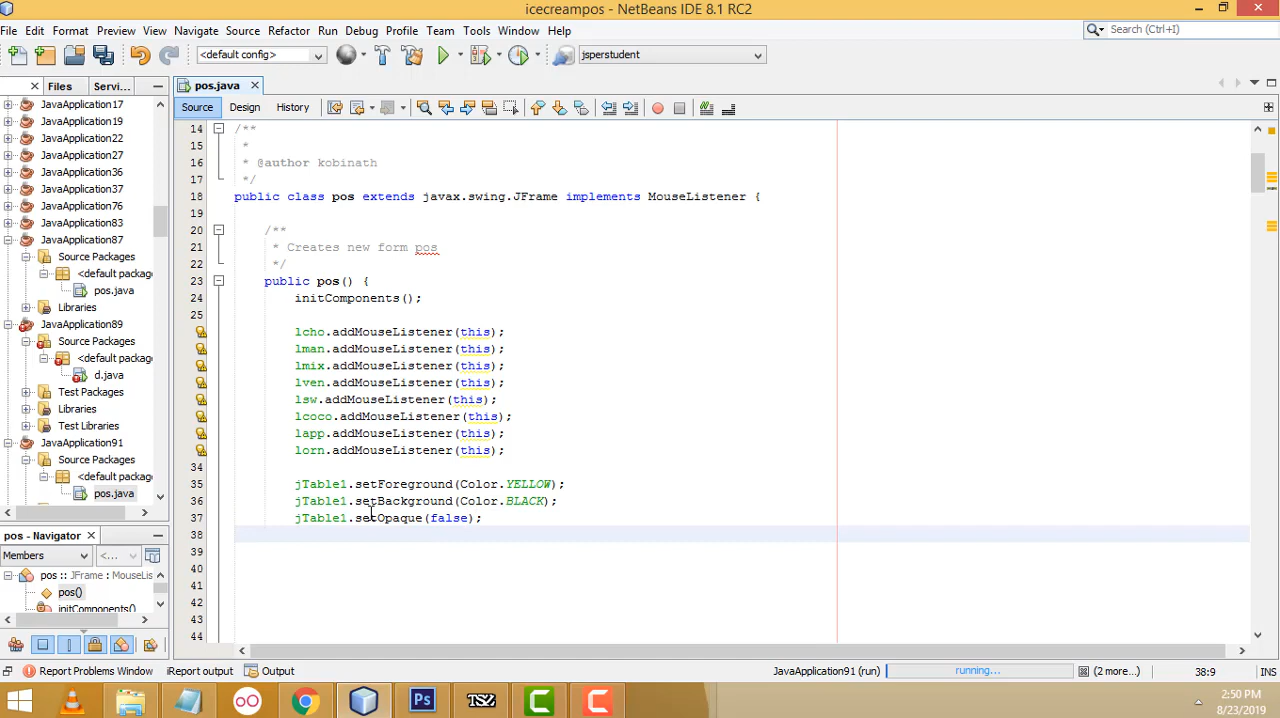 icecreampos - NetBeans IDE 8.1 RC2
File Edit Format Preview View Navigate Source Refactor Run Debug Profile Team Tools Window Help
Search (Ctrl+I)
<default config>
jsperstudent
Files
Servi...
pos.java
Source Design History
JavaApplication17
JavaApplication19
JavaApplication22
JavaApplication27
JavaApplication36
JavaApplication37
JavaApplication76
JavaApplication83
JavaApplication87
Source Packages
<default packag
pos.java
Libraries
JavaApplication89
Source Packages
<default packag
d.java
Test Packages
Libraries
Test Libraries
JavaApplication91
Source Packages
<default packag
pos.java
pos - Navigator
Members
<...
pos :: JFrame : MouseLis
pos()
initComponents()
14 /**
15 *
16 * @author kobinath
17 */
18 public class pos extends javax.swing.JFrame implements MouseListener {
19
20 /**
21 * Creates new form pos
22 */
23 public pos() {
24 initComponents();
25
lcho.addMouseListener(this);
lman.addMouseListener(this);
lmix.addMouseListener(this);
lven.addMouseListener(this);
lsw.addMouseListener(this);
lcoco.addMouseListener(this);
lapp.addMouseListener(this);
lorn.addMouseListener(this);
34
35 jTable1.setForeground(Color.YELLOW);
36 jTable1.setBackground(Color.BLACK);
37 jTable1.setOpaque(false);
38
39
40
41
42
43
44
Report Problems Window
iReport output
Output
JavaApplication91 (run)
running...
(2 more...)
38:9
INS
Ps
TS2
C
C
2:50 PM
8/23/2019